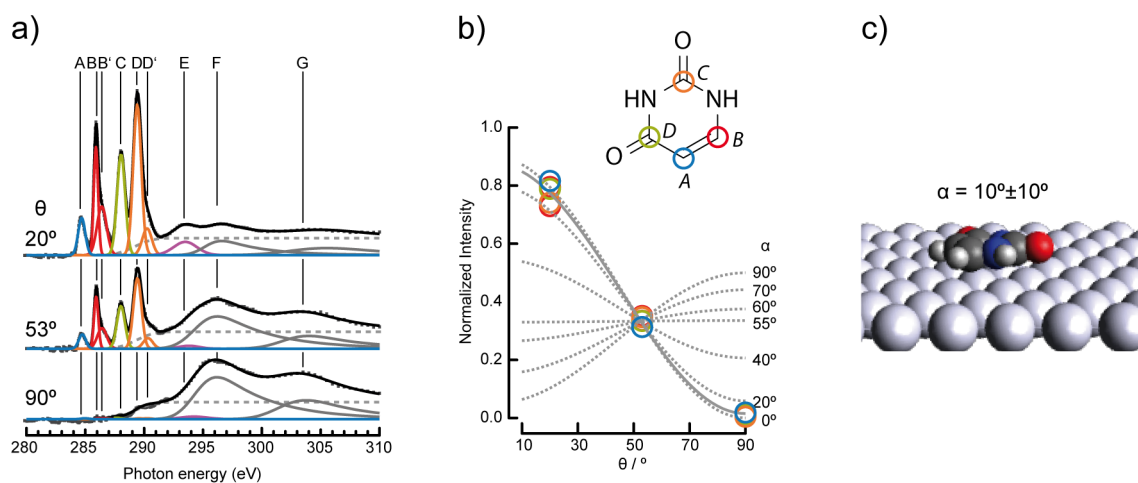 a)
A B B' C D D' E F G
θ
20º
53º
90º
280 285 290 295 300 305 310
Photon energy (eV)
b)
O
C
HN NH
D B
O
A
1.0
0.8
0.6
0.4
0.2
0.0
Normalized Intensity
10 30 50 70 90
θ / º
α
90º
70º
60º
55º
40º
20º
0º
c)
α = 10º±10º